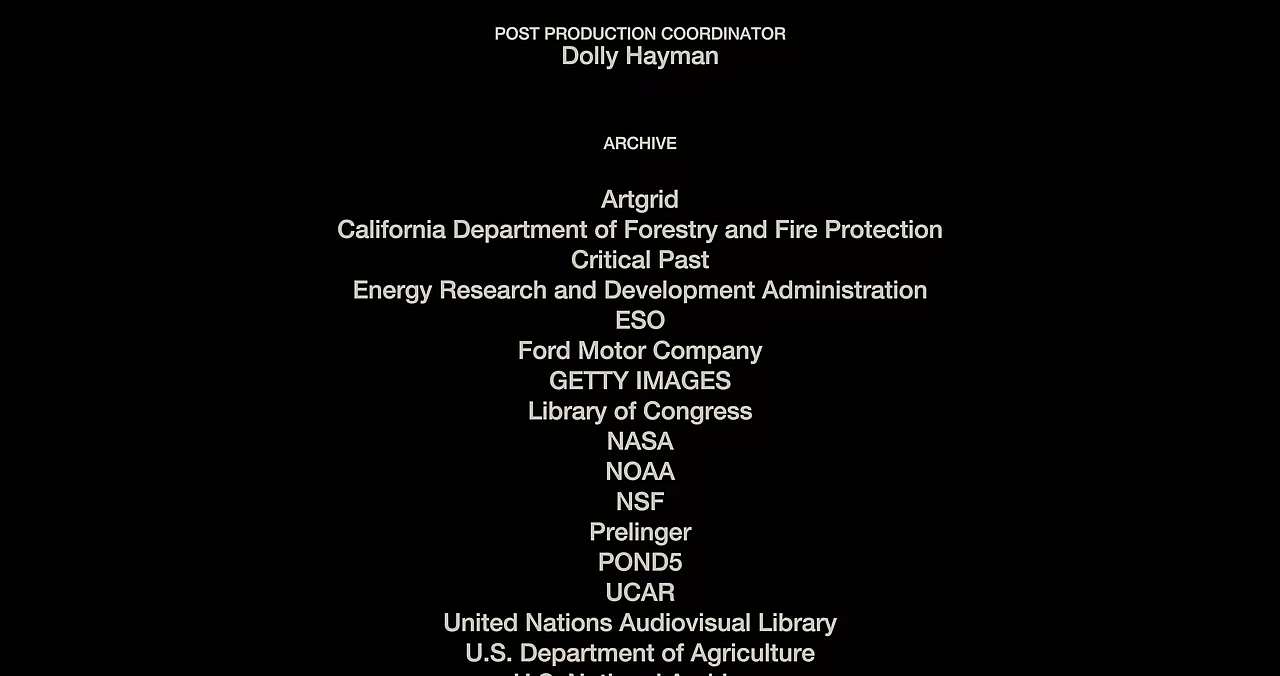 POST PRODUCTION COORDINATOR
Dolly Hayman
ARCHIVE
Artgrid
California Department of Forestry and Fire Protection
Critical Past
Energy Research and Development Administration
ESO
Ford Motor Company
GETTY IMAGES
Library of Congress
NASA
NOAA
NSF
Prelinger
POND5
UCAR
United Nations Audiovisual Library
U.S. Department of Agriculture